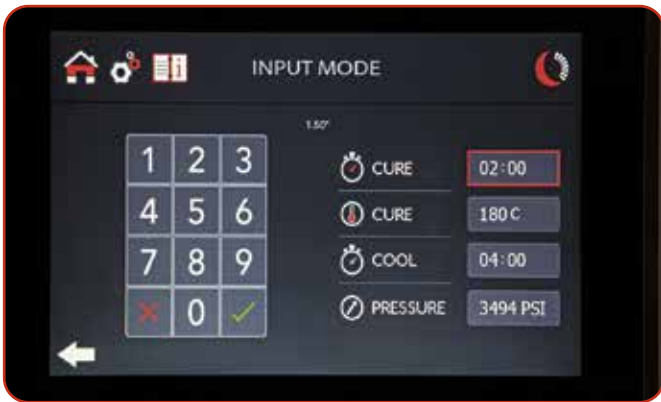 INPUT MODE
1.50"
1 2 3
4 5 6
7 8 9
0
CURE 02:00
CURE 180 C
COOL 04:00
PRESSURE 3494 PSI